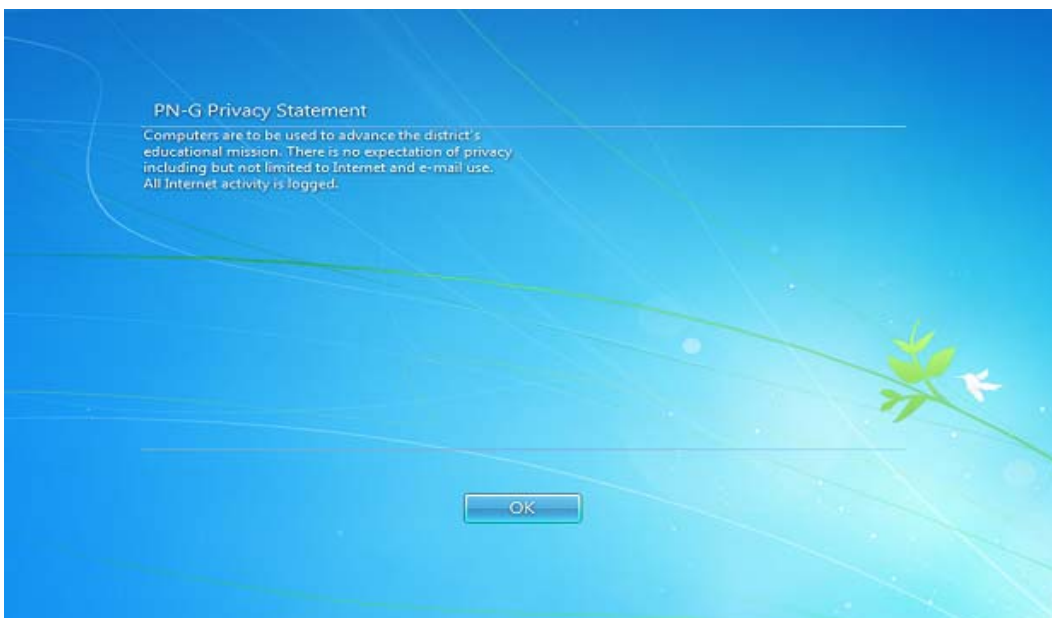 PN-G Privacy Statement
Computers are to be used to advance the district's
educational mission. There is no expectation of privacy
including but not limited to Internet and e-mail use.
All Internet activity is logged.
OK